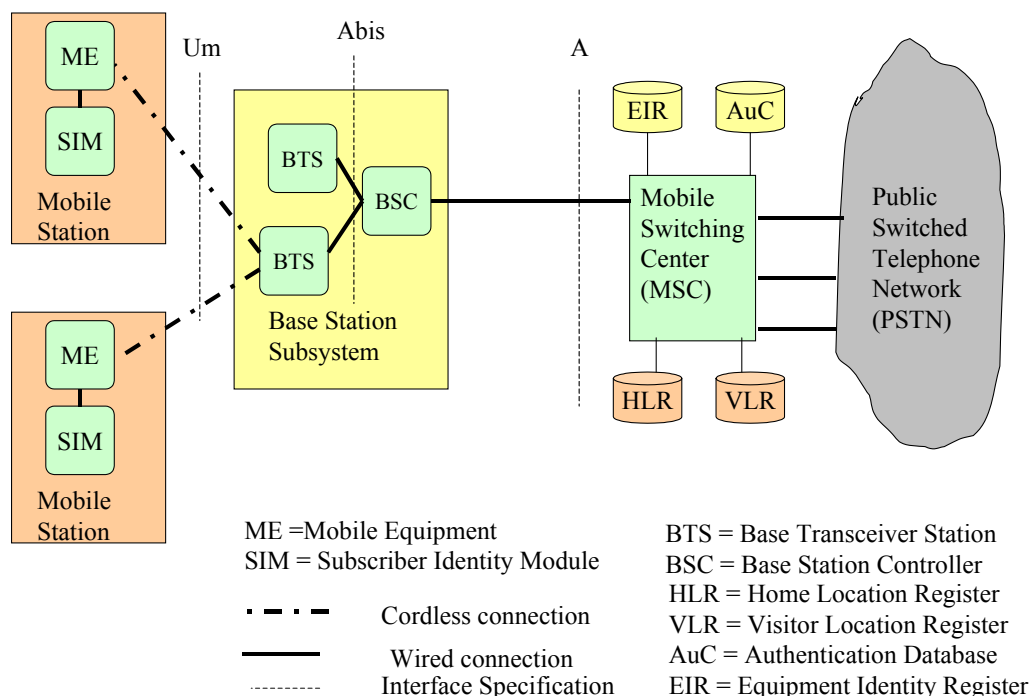 Um
Abis
A
ME
SIM
Mobile
Station
ME
SIM
Mobile
Station
BTS
BTS
BSC
Base Station
Subsystem
EIR
AuC
Mobile
Switching
Center
(MSC)
HLR
VLR
Public
Switched
Telephone
Network
(PSTN)
ME =Mobile Equipment
SIM = Subscriber Identity Module
Cordless connection
Wired connection
Interface Specification
BTS = Base Transceiver Station
BSC = Base Station Controller
HLR = Home Location Register
VLR = Visitor Location Register
AuC = Authentication Database
EIR = Equipment Identity Register